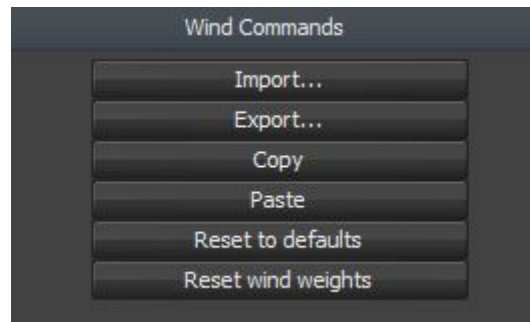 Wind Commands
Import...
Export...
Copy
Paste
Reset to defaults
Reset wind weights